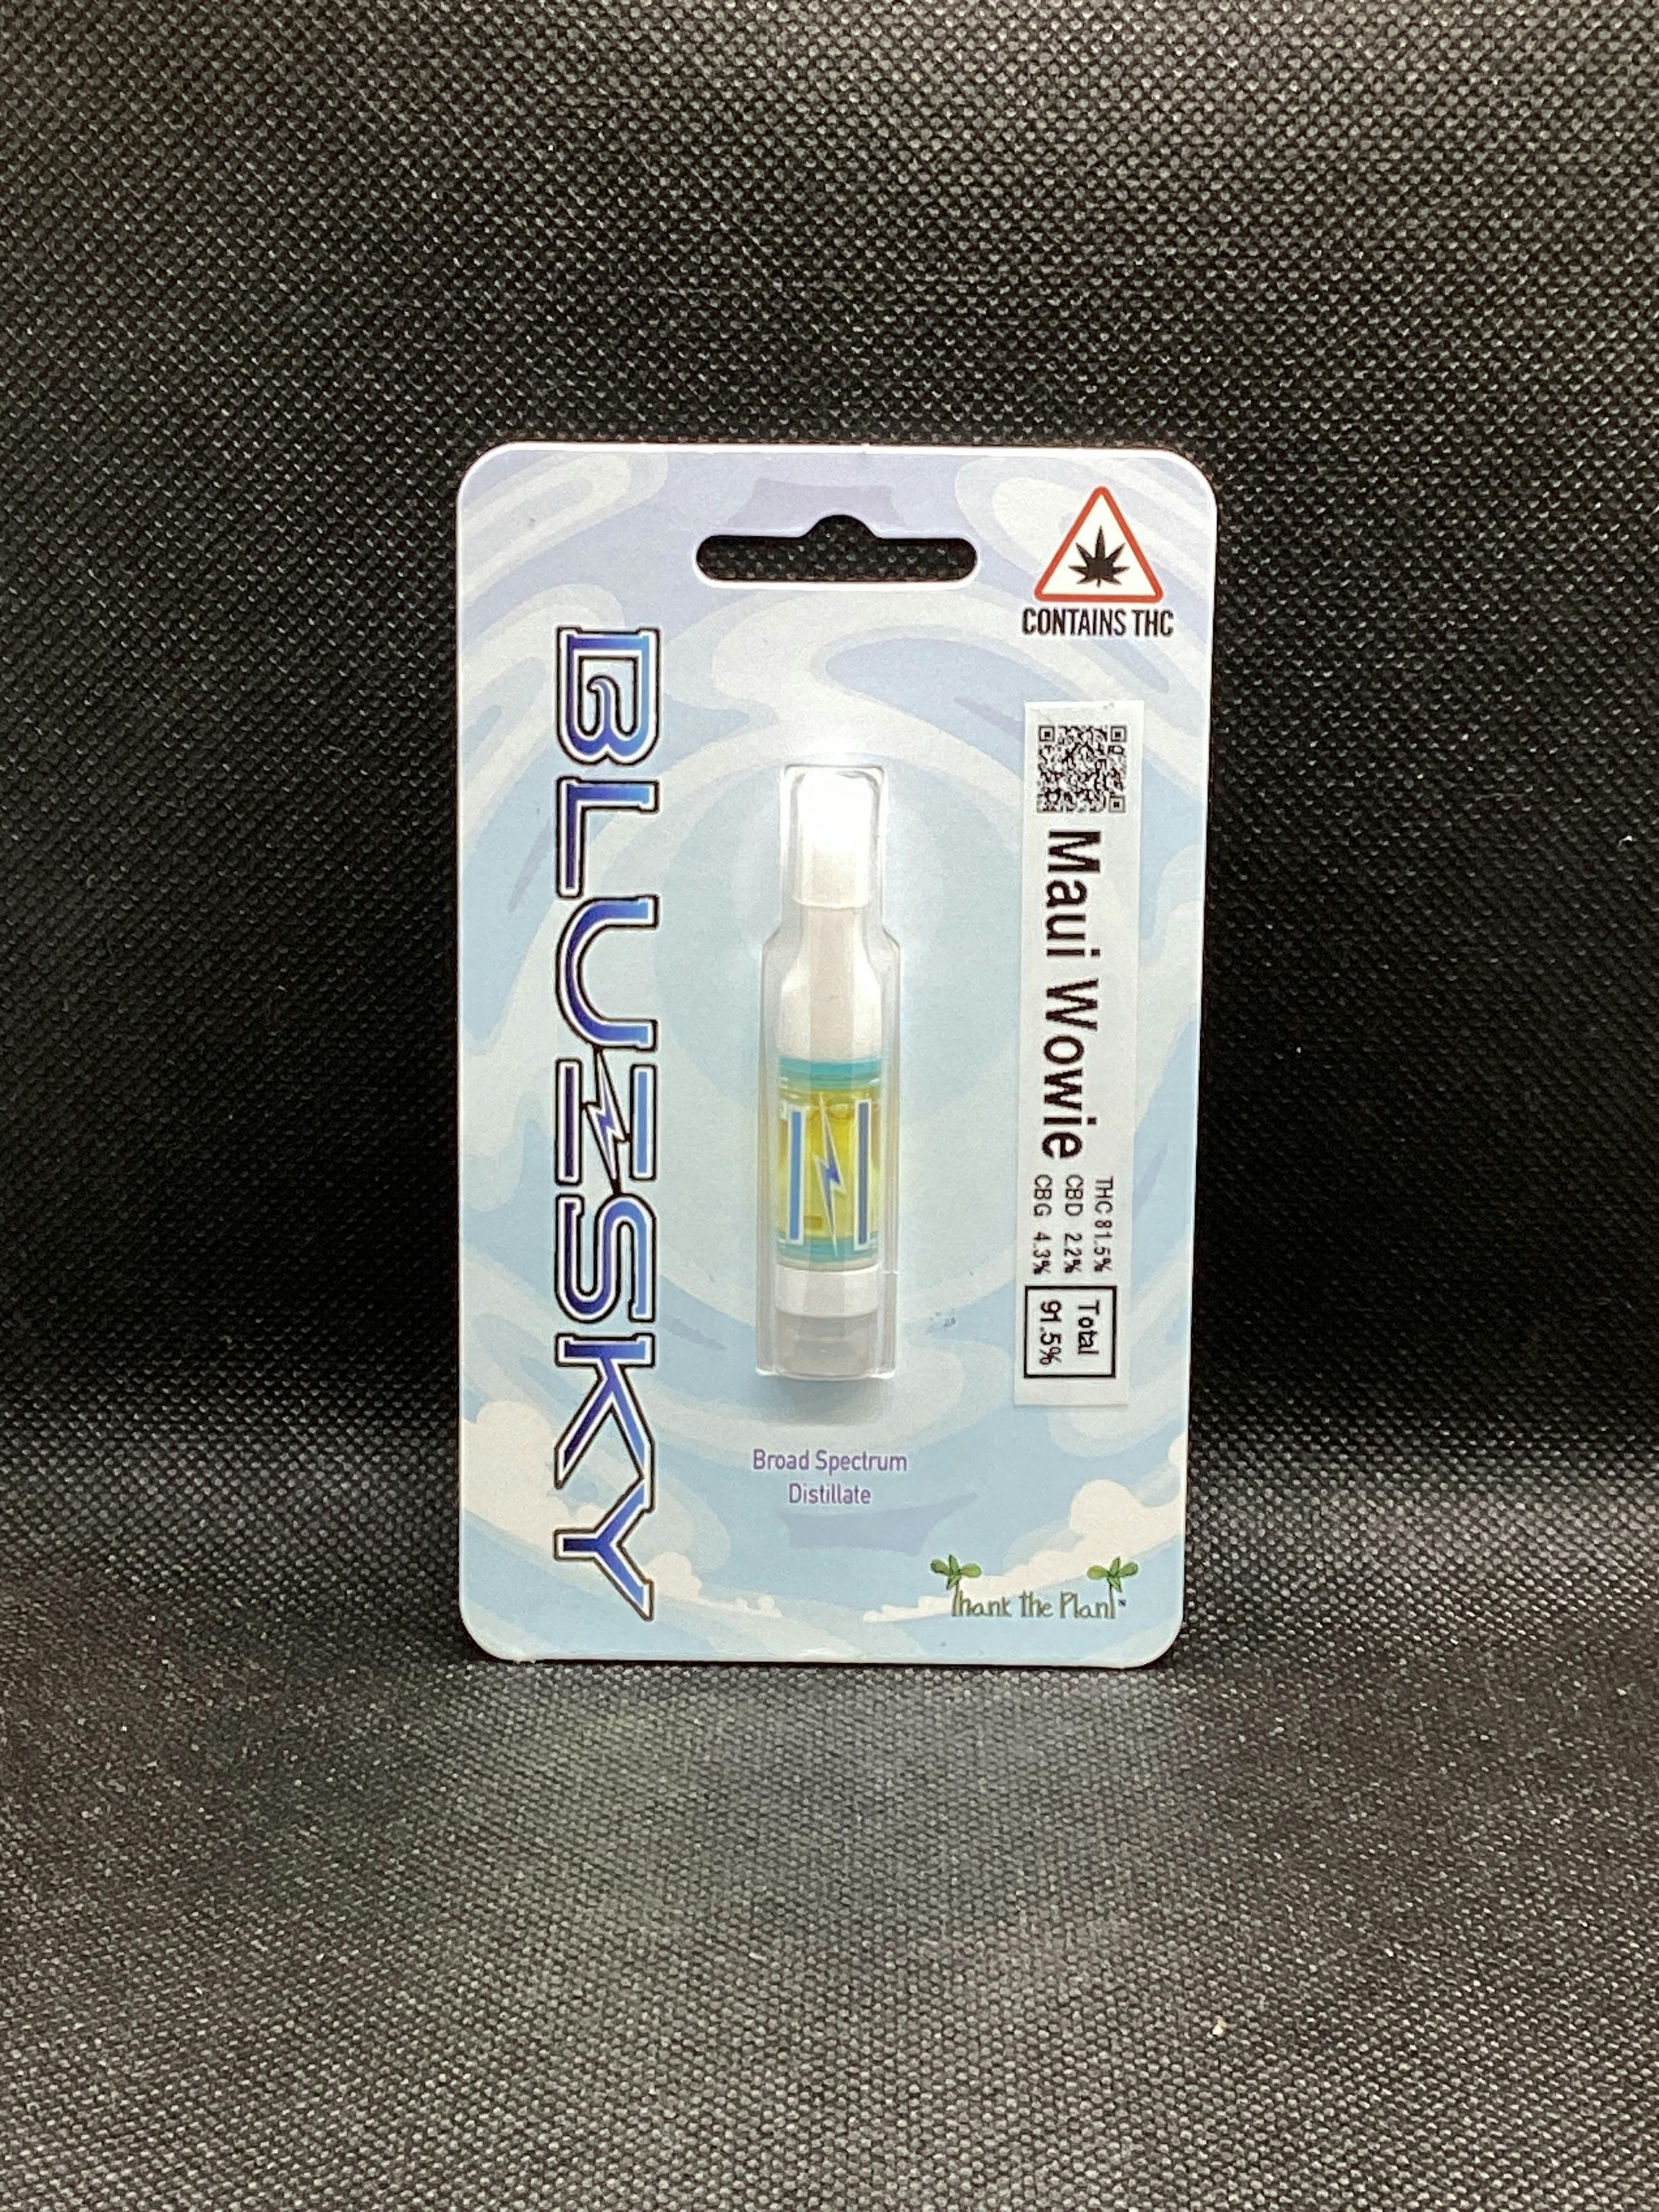 CONTAINS THC
BLUESKY
Maui Wowie
THC 81.5%
CBD 2.2%
CBG 4.3%
Total
91.5%
Broad Spectrum
Distillate
Thank the Plant